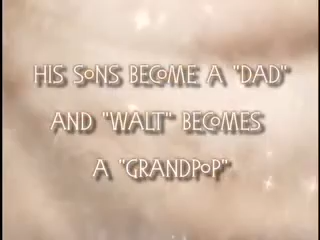 HIS SONS BECOME A "DAD"
AND "WALT" BECOMES
A "GRANDPOP"